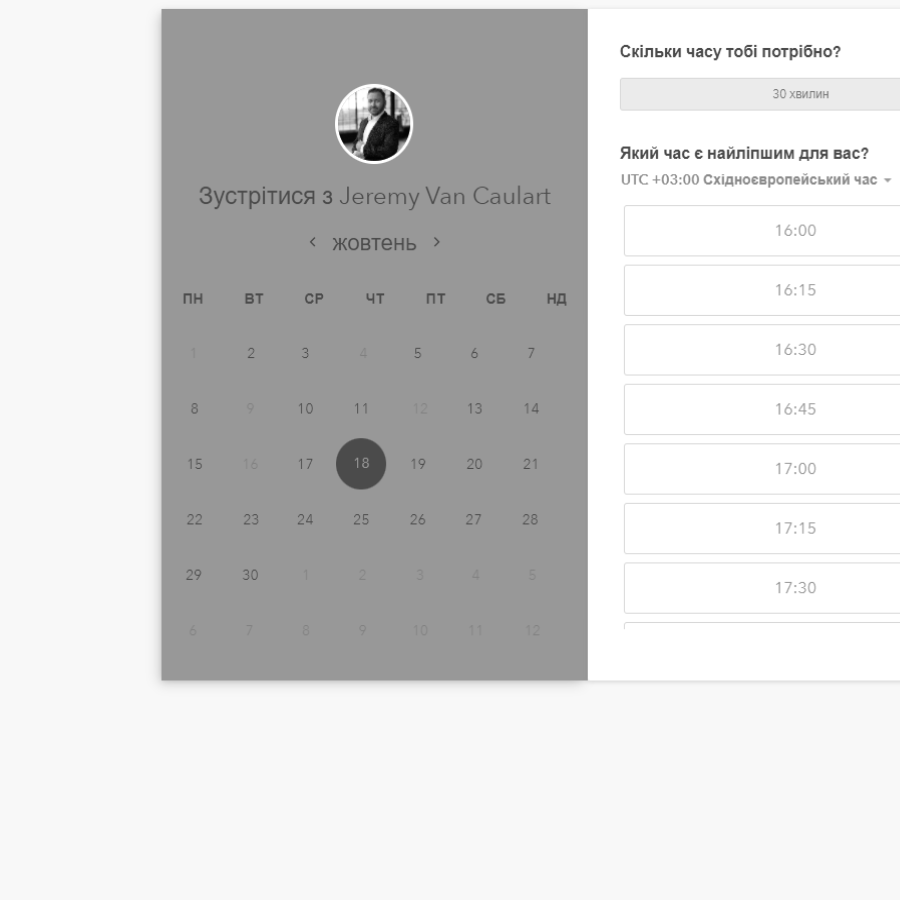 Зустрітися з Jeremy Van Caulart
жовтень
ПН ВТ СР ЧТ ПТ СБ НД
1 2 3 4 5 6 7
8 9 10 11 12 13 14
15 16 17 18 19 20 21
22 23 24 25 26 27 28
29 30 1 2 3 4 5
6 7 8 9 10 11 12
Скільки часу тобі потрібно?
30 хвилин
Який час є найліпшим для вас?
UTC +03:00 Східноєвропейський час
16:00
16:15
16:30
16:45
17:00
17:15
17:30